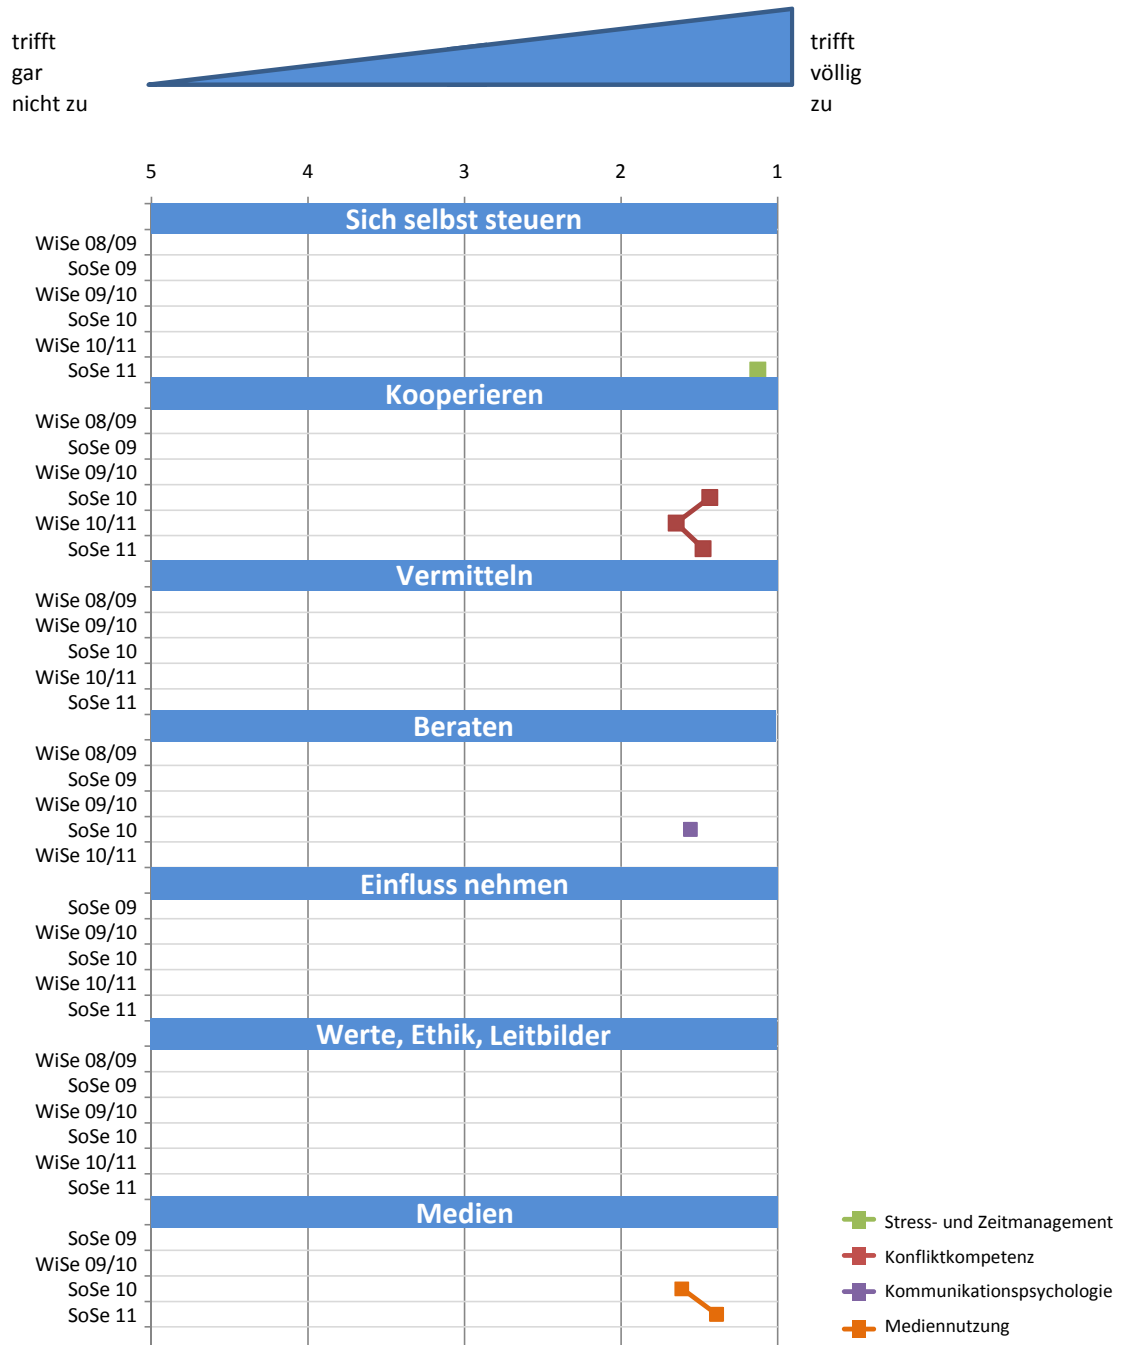 trifft
gar
nicht zu
trifft
völlig
zu
5 4 3 2 1
Sich selbst steuern
WiSe 08/09
SoSe 09
WiSe 09/10
SoSe 10
WiSe 10/11
SoSe 11
Kooperieren
WiSe 08/09
SoSe 09
WiSe 09/10
SoSe 10
WiSe 10/11
SoSe 11
Vermitteln
WiSe 08/09
WiSe 09/10
SoSe 10
WiSe 10/11
SoSe 11
Beraten
WiSe 08/09
SoSe 09
WiSe 09/10
SoSe 10
WiSe 10/11
Einfluss nehmen
SoSe 09
WiSe 09/10
SoSe 10
WiSe 10/11
SoSe 11
Werte, Ethik, Leitbilder
WiSe 08/09
SoSe 09
WiSe 09/10
SoSe 10
WiSe 10/11
SoSe 11
Medien
SoSe 09
WiSe 09/10
SoSe 10
SoSe 11
Stress- und Zeitmanagement
Konfliktkompetenz
Kommunikationspsychologie
Mediennutzung